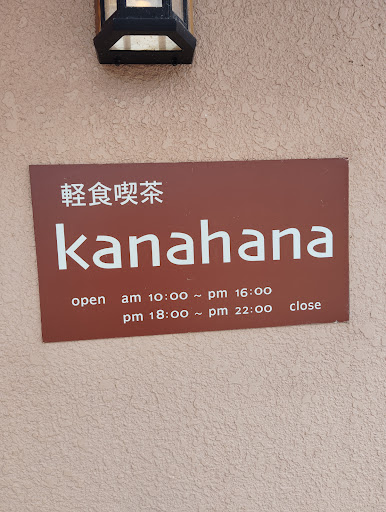 軽食喫茶
kanahana
open am 10:00 ~ pm 16:00
pm 18:00 ~ pm 22:00 close